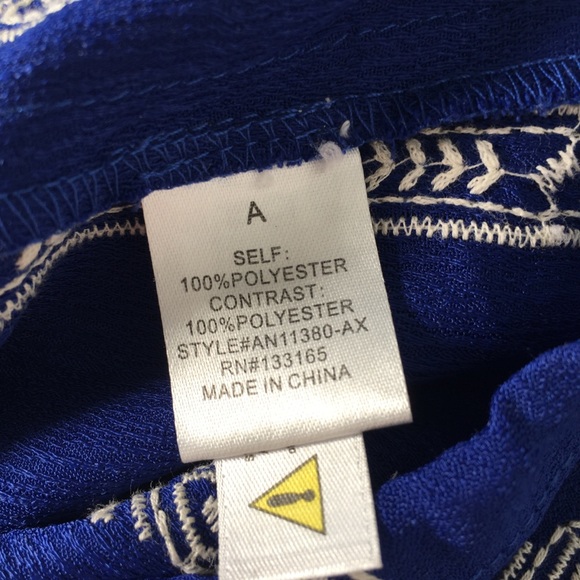 A
SELF:
100%POLYESTER
CONTRAST:
100%POLYESTER
STYLE#AN11380-AX
RN#133165
MADE IN CHINA